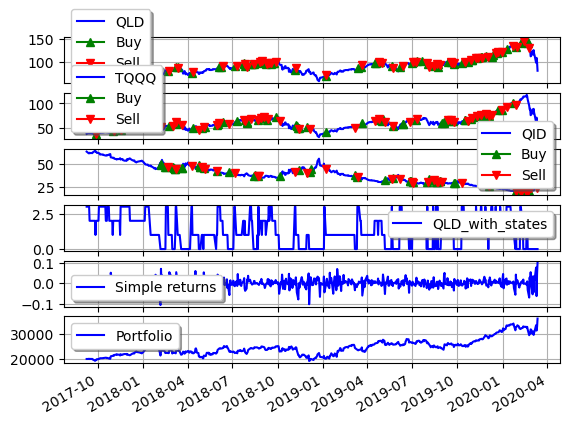 QLD
Buy
Sell
150
100
TQQQ
Buy
Sell
100
50
QID
Buy
Sell
50
25
QLD_with_states
2.5
0.0
Simple returns
0.1
0.0
−0.1
Portfolio
30000
20000
2017-10 2018-01 2018-04 2018-07 2018-10 2019-01 2019-04 2019-07 2019-10 2020-01 2020-04